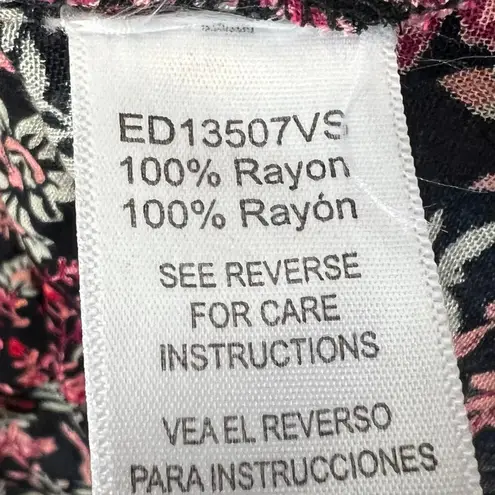 ED13507VS
100% Rayon
100% Rayón
SEE REVERSE
FOR CARE
INSTRUCTIONS
VEA EL REVERSO
PARA INSTRUCCIONES